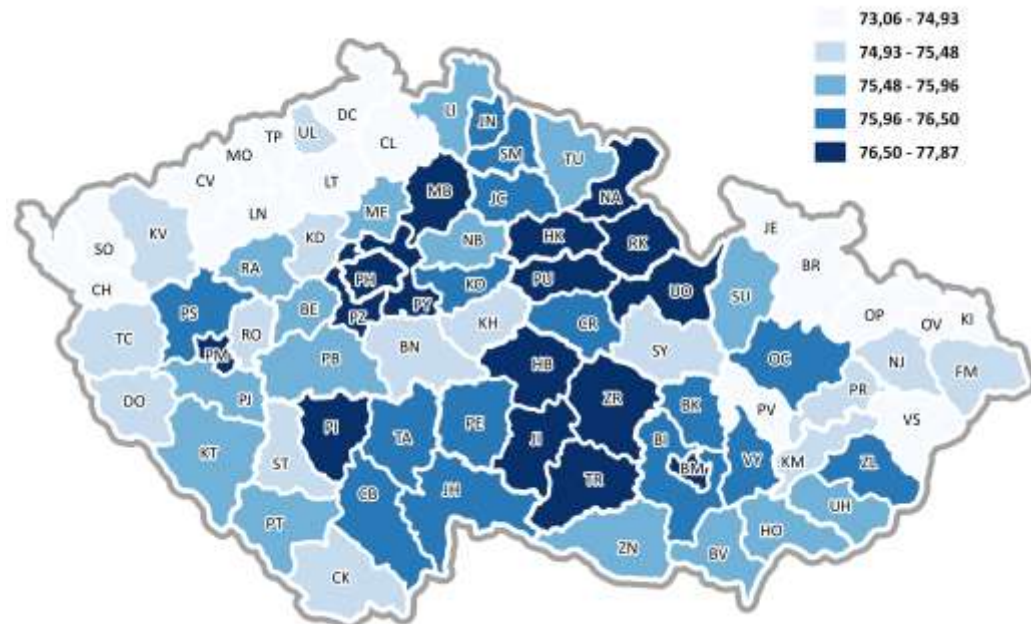 73,06 - 74,93
74,93 - 75,48
75,48 - 75,96
75,96 - 76,50
76,50 - 77,87
DC
LI
JN
TP
UL
SM
MO
CL
TU
CV
LT
MB
NA
JC
LN
ME
KV
KD
NB
HK
RK
JE
SO
BR
RA
PH
KO
PU
UO
CH
PS
BE
PZ
PY
SU
OP
OV
KI
TC
RO
KH
CR
PM
PB
BN
SY
OC
NJ
FM
HB
DO
PJ
ZR
BK
PV
PR
VS
PI
TA
PE
JI
BI
KT
ST
BM
VY
KM
ZL
CB
JH
TR
UH
PT
HO
ZN
BV
CK